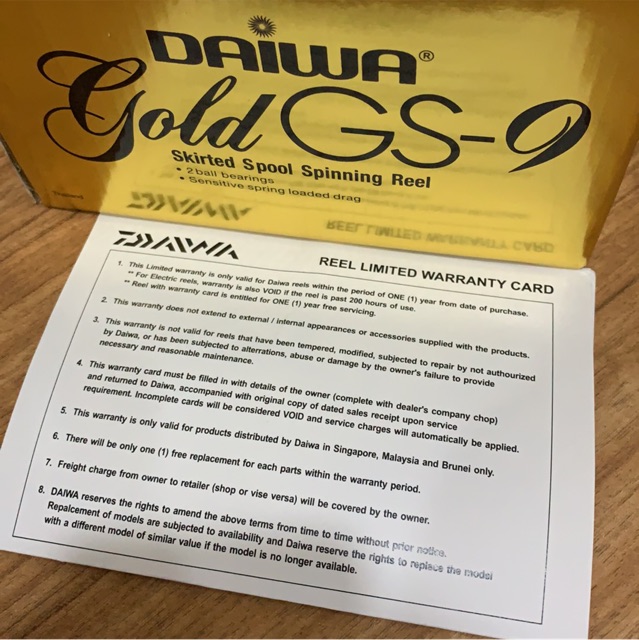 DAIWA®
Gold GS-9
Skirted Spool Spinning Reel
• 2 ball bearings
• Sensitive spring loaded drag
DAIWA
REEL LIMITED WARRANTY CARD
1. This Limited warranty is only valid for Daiwa reels within the period of ONE (1) year from date of purchase.
** For Electric reels, warranty is also VOID if the reel is past 200 hours of use.
** Reel with warranty card is entitled for ONE (1) year free servicing.
2. This warranty does not extend to external / internal appearances or accessories supplied with the products.
3. This warranty is not valid for reels that have been tempered, modified, subjected to repair by not authourized
by Daiwa, or has been subjected to alterrations, abuse or damage by the owner's failure to provide
necessary and reasonable maintenance.
4. This warranty card must be filled in with details of the owner (complete with dealer's company chop)
and returned to Daiwa, accompanied with original copy of dated sales receipt upon service
requirement. Incomplete cards will be considered VOID and service charges will automatically be applied.
5. This warranty is only valid for products distributed by Daiwa in Singapore, Malaysia and Brunei only.
6. There will be only one (1) free replacement for each parts within the warranty period.
7. Freight charge from owner to retailer (shop or vise versa) will be covered by the owner.
8. DAIWA reserves the rights to amend the above terms from time to time without prior notice.
Repalcement of models are subjected to availability and Daiwa reserve the rights to replace the model
with a different model of similar value if the model is no longer available.